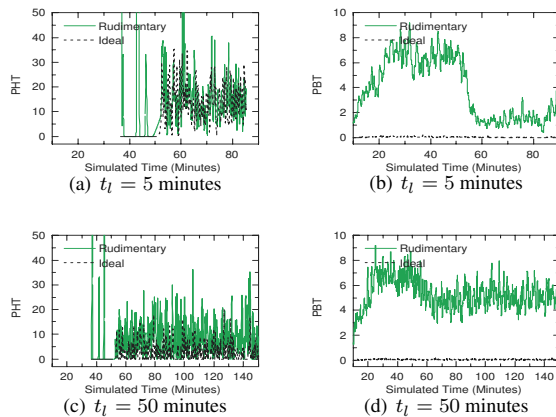 50
40
30
20
10
0
PHT
Rudimentary
Ideal
20 40 60 80
Simulated Time (Minutes)
(a) t_l = 5 minutes
10
8
6
4
2
0
PBT
Rudimentary
Ideal
20 40 60 80
Simulated Time (Minutes)
(b) t_l = 5 minutes
50
40
30
20
10
0
PHT
Rudimentary
Ideal
20 40 60 80 100 120 140
Simulated Time (Minutes)
(c) t_l = 50 minutes
10
8
6
4
2
0
PBT
Rudimentary
Ideal
20 40 60 80 100 120 140
Simulated Time (Minutes)
(d) t_l = 50 minutes